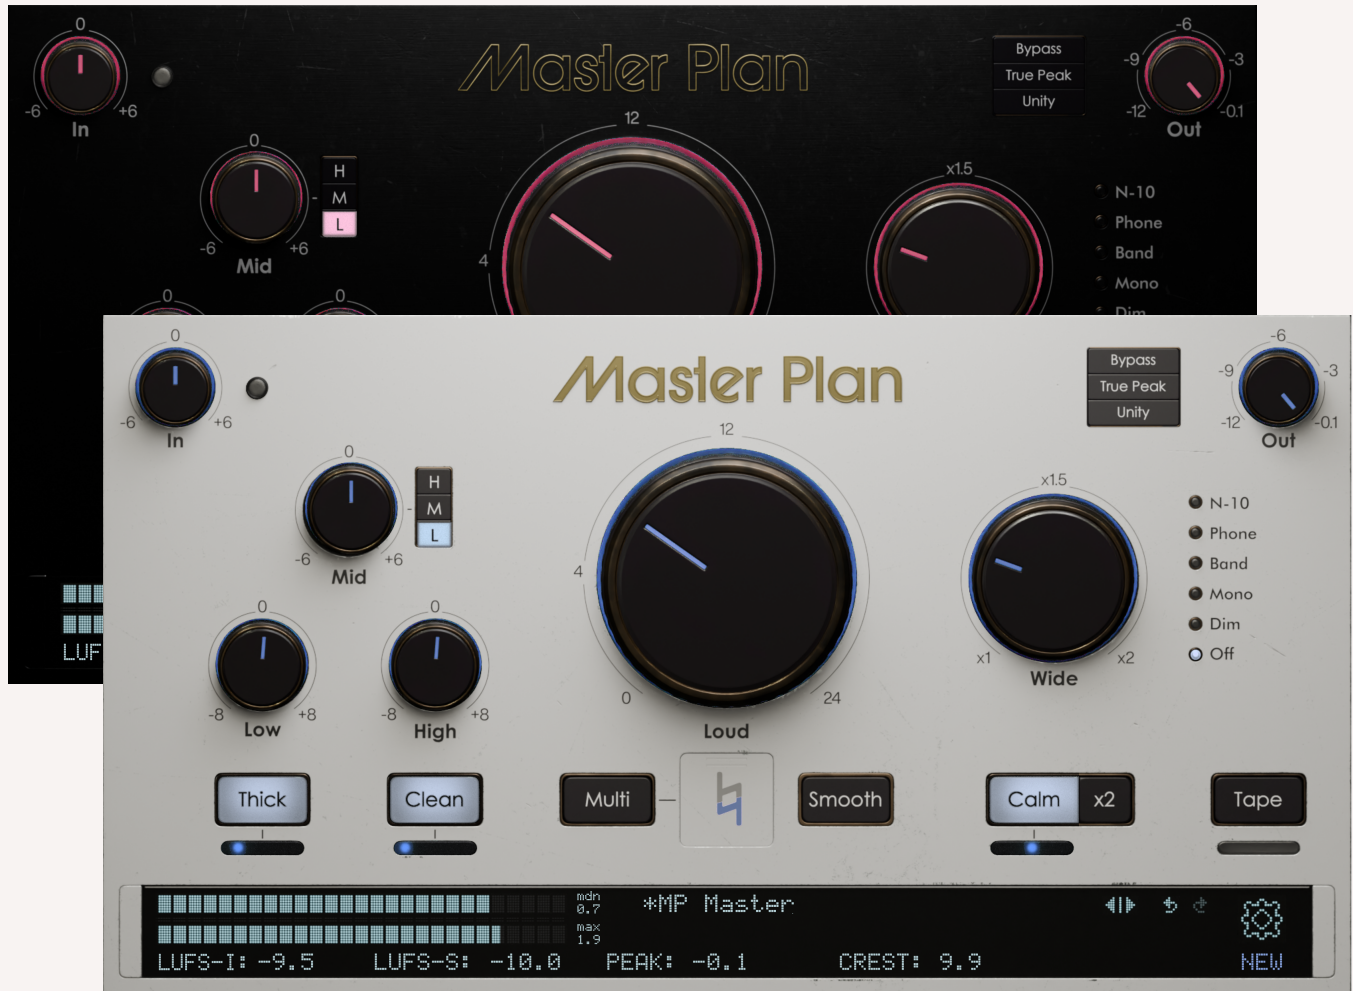 0
-6
+6
In
Master Plan
Bypass
True Peak
Unity
-6
-9
-3
-12
-0.1
Out
0
-6
+6
Mid
H
M
L
12
4
x1.5
N-10
Phone
Band
Mono
Dim
0
0
LUF
0
-6
+6
In
Master Plan
Bypass
True Peak
Unity
-6
-9
-3
-12
-0.1
Out
0
-6
+6
Mid
H
M
L
12
4
0
24
Loud
x1.5
x1
x2
Wide
N-10
Phone
Band
Mono
Dim
Off
0
-8
+8
Low
0
-8
+8
High
Thick
Clean
Multi
Smooth
Calm
x2
Tape
mdn
0.7
max
1.9
*MP Master
LUFS-I: -9.5 LUFS-S: -10.0 PEAK: -0.1 CREST: 9.9
NEW